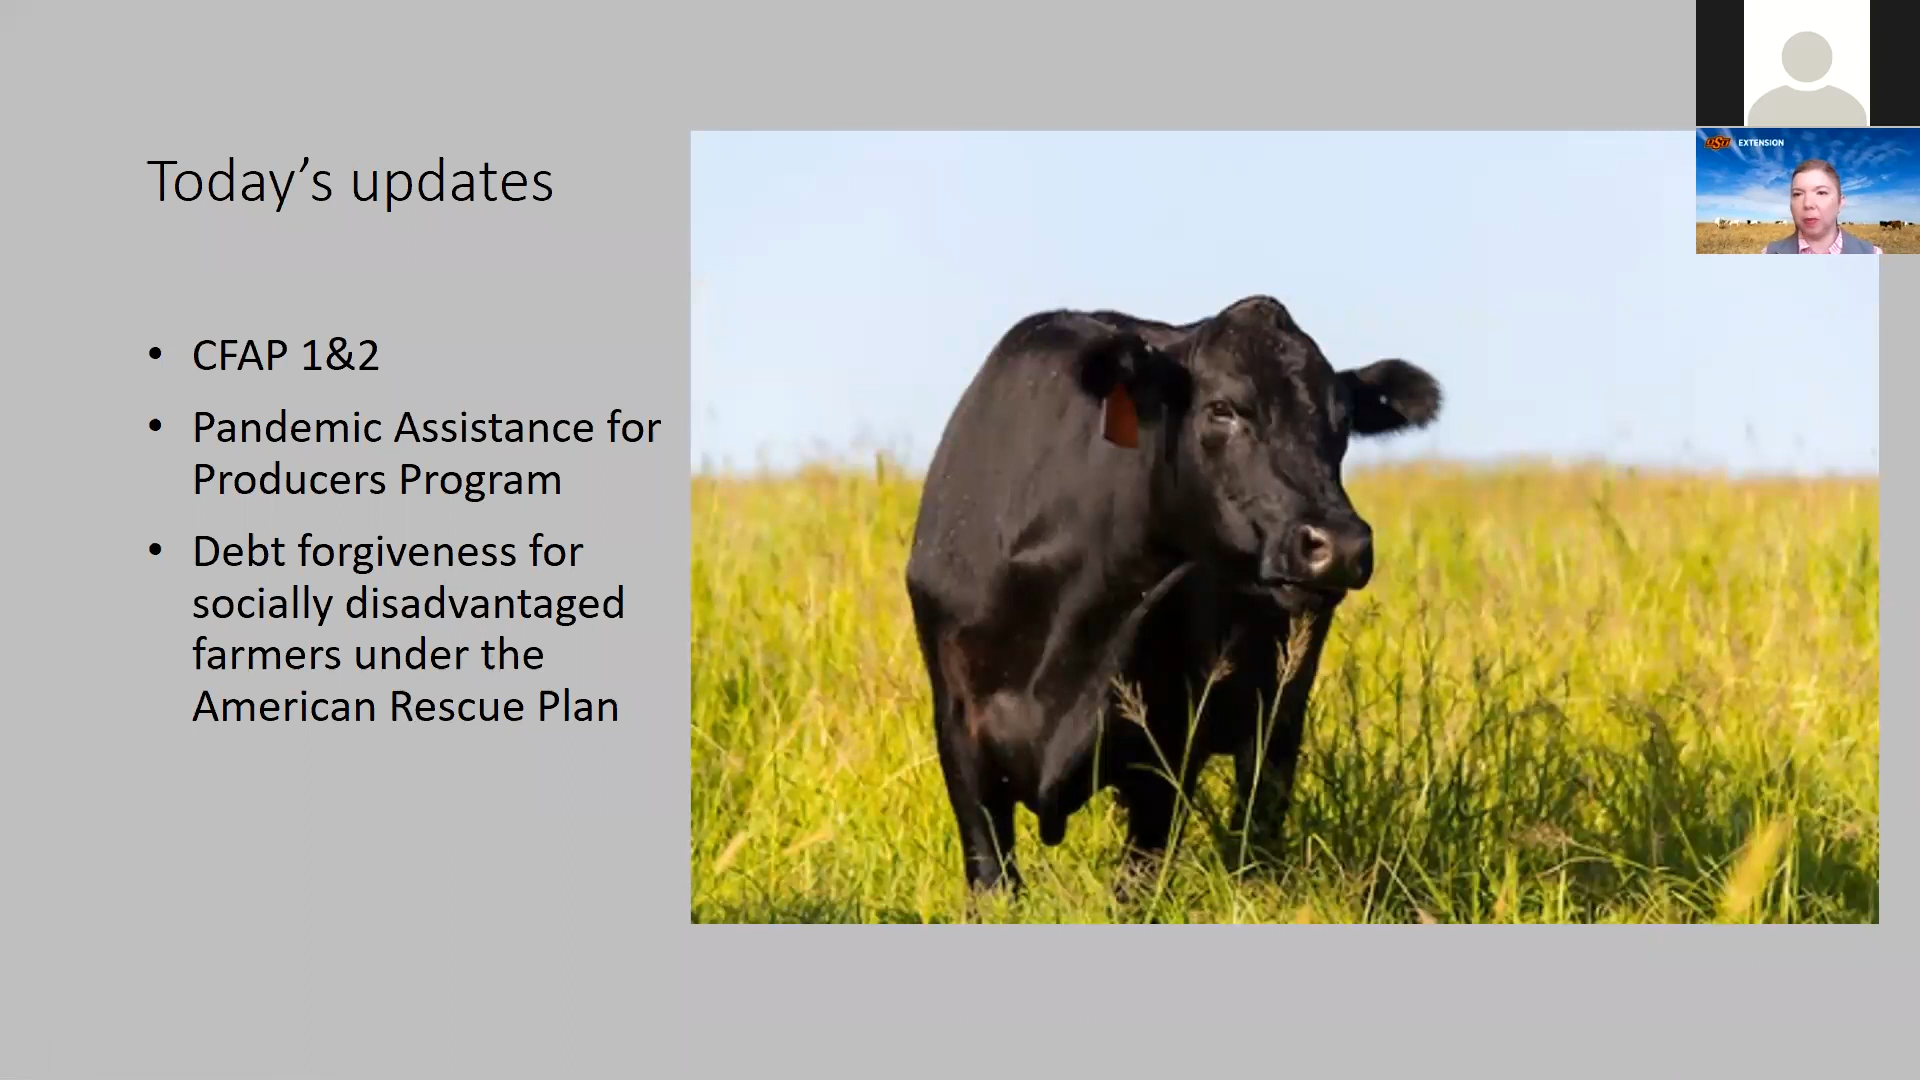 Today’s updates
• CFAP 1&2
• Pandemic Assistance for
Producers Program
• Debt forgiveness for
socially disadvantaged
farmers under the
American Rescue Plan
OSU EXTENSION